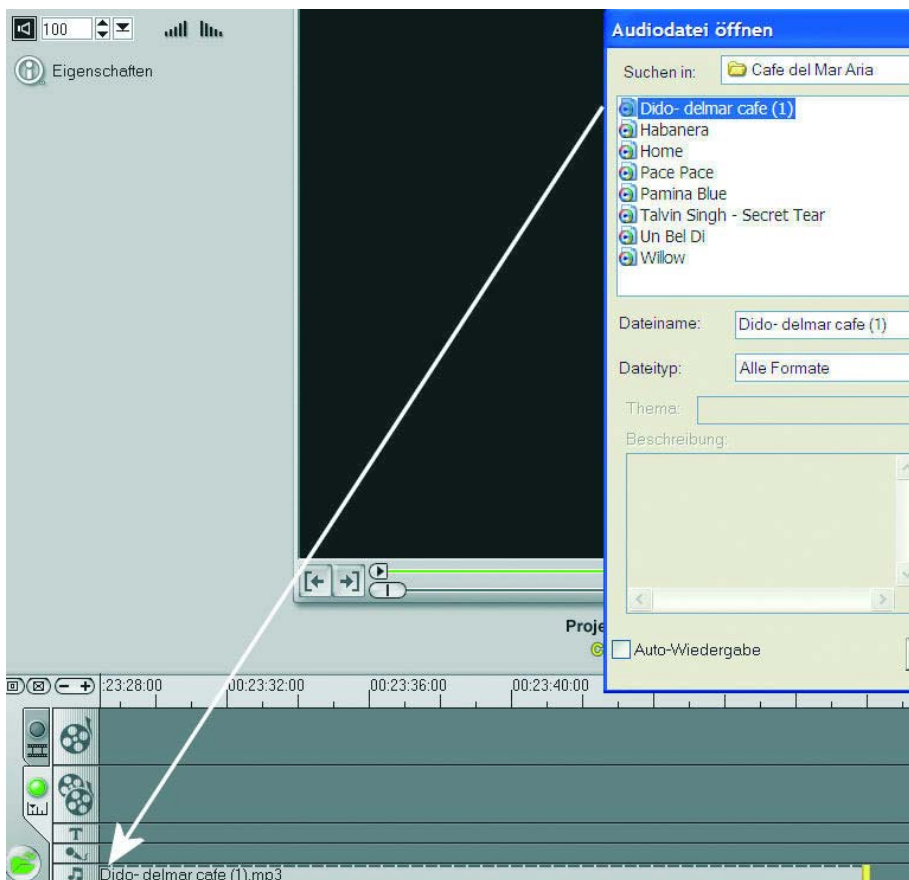 100
Eigenschaften
Audiodatei öffnen
Suchen in: Cafe del Mar Aria
Dido- delmar cafe (1)
Habanera
Home
Pace Pace
Pamina Blue
Talvin Singh - Secret Tear
Un Bel Di
Willow
Dateiname: Dido- delmar cafe (1)
Dateityp: Alle Formate
Thema:
Beschreibung:
Auto-Wiedergabe
Proje
:23:28:00 00:23:32:00 00:23:36:00 00:23:40:00
T
Dido- delmar cafe (1).mp3